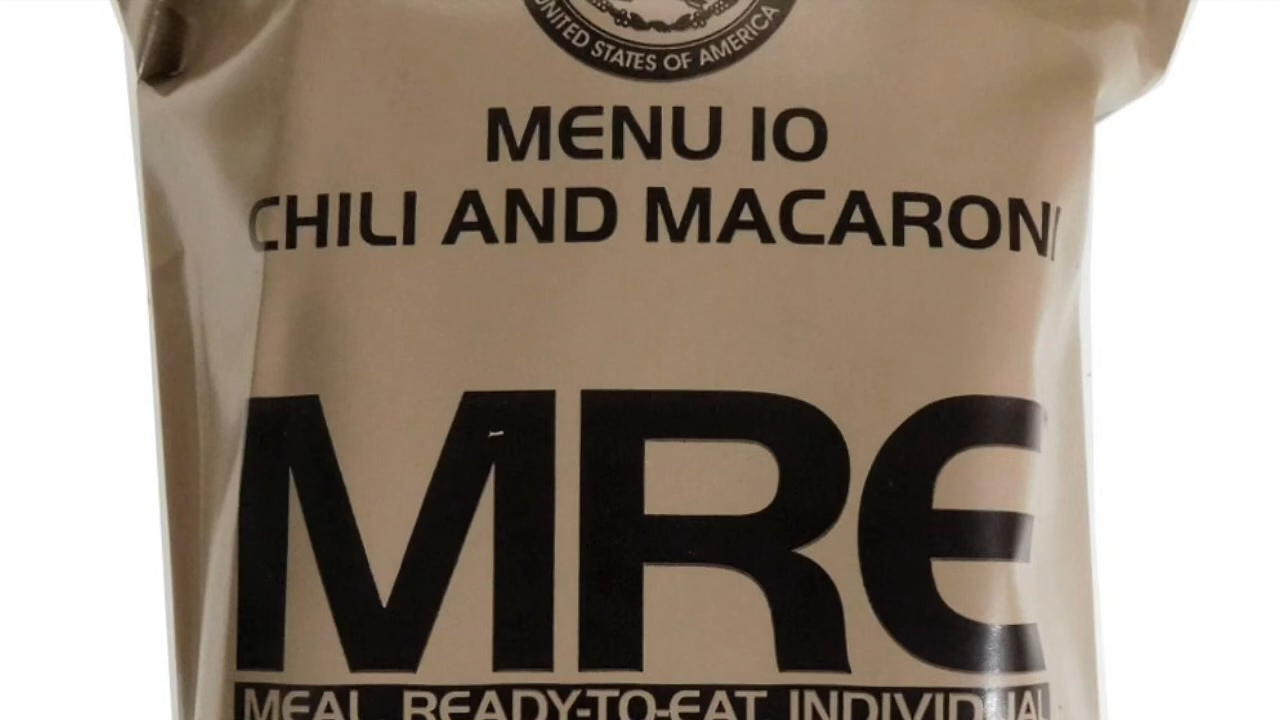 UNITED STATES OF AMERICA
MENU 10
CHILI AND MACARONI
MRE
MEAL, READY-TO-EAT, INDIVIDUAL